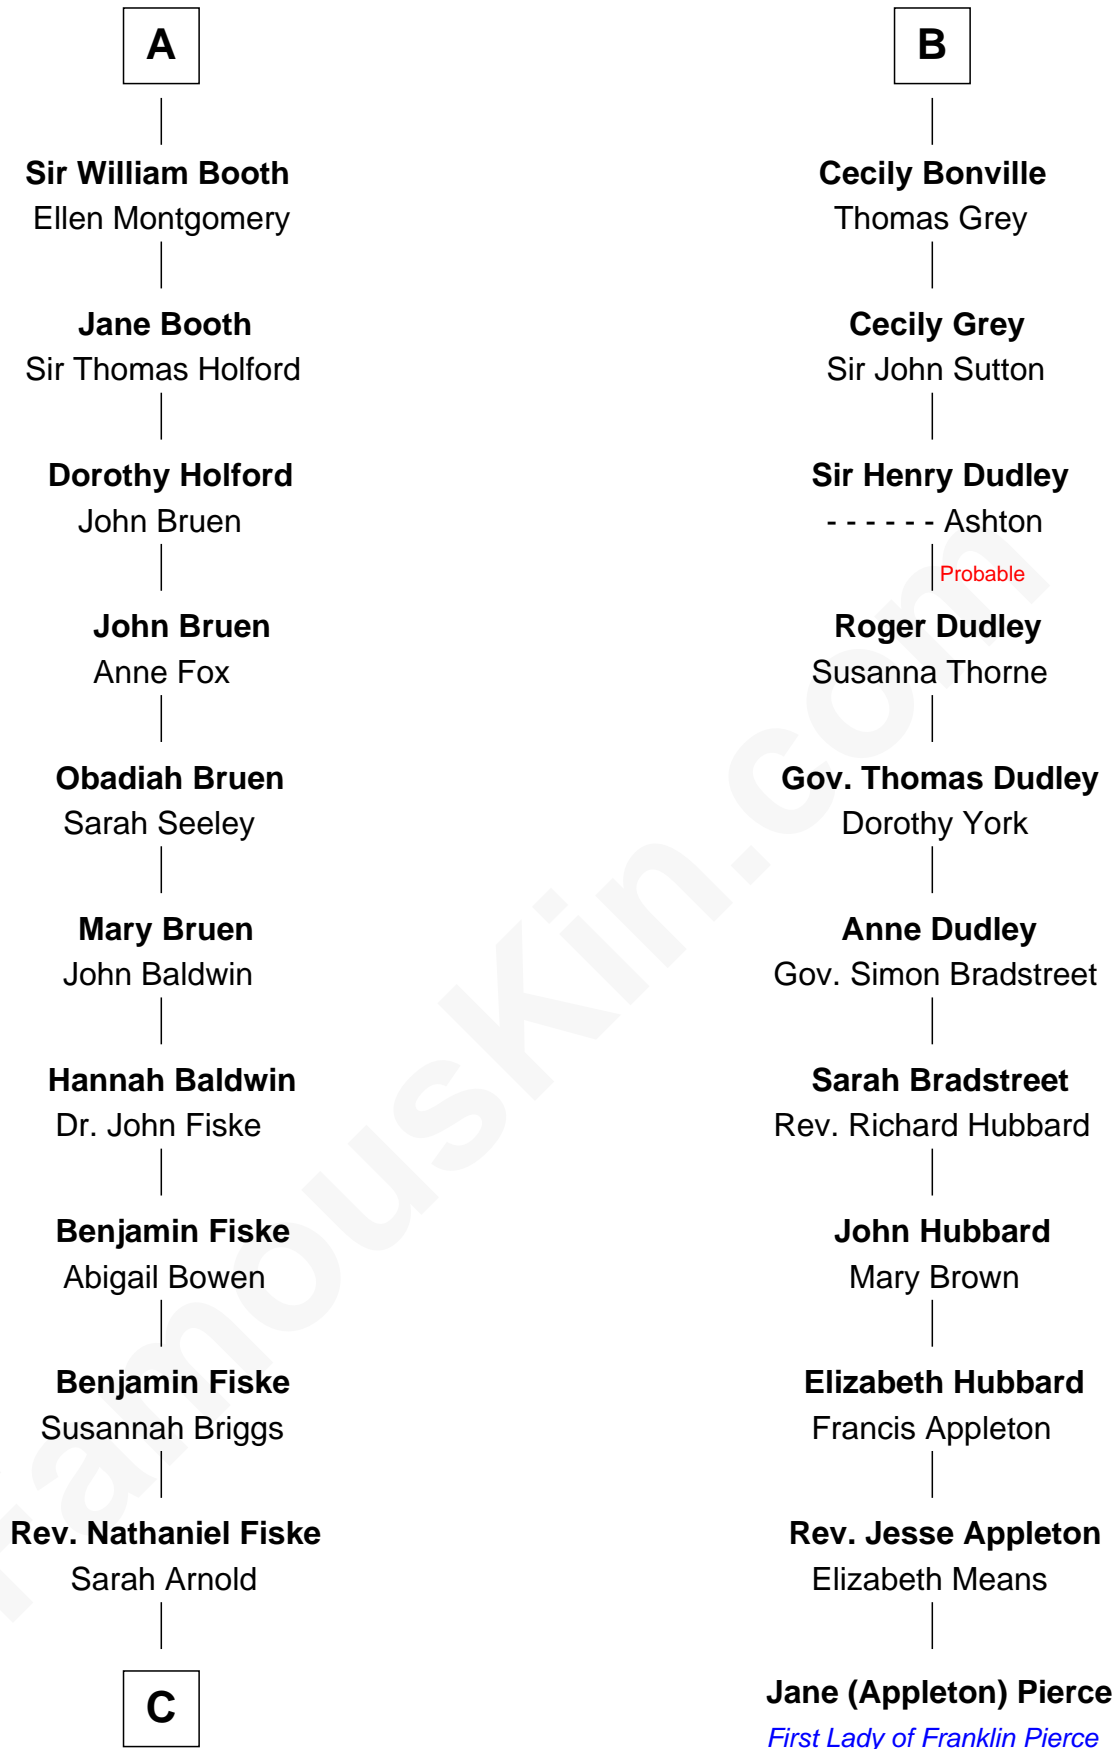 A
Sir William Booth
Ellen Montgomery
Jane Booth
Sir Thomas Holford
Dorothy Holford
John Bruen
John Bruen
Anne Fox
Obadiah Bruen
Sarah Seeley
Mary Bruen
John Baldwin
Hannah Baldwin
Dr. John Fiske
Benjamin Fiske
Abigail Bowen
Benjamin Fiske
Susannah Briggs
Rev. Nathaniel Fiske
Sarah Arnold
C
B
Cecily Bonville
Thomas Grey
Cecily Grey
Sir John Sutton
Sir Henry Dudley
- - - - - - Ashton
Probable
Roger Dudley
Susanna Thorne
Gov. Thomas Dudley
Dorothy York
Anne Dudley
Gov. Simon Bradstreet
Sarah Bradstreet
Rev. Richard Hubbard
John Hubbard
Mary Brown
Elizabeth Hubbard
Francis Appleton
Rev. Jesse Appleton
Elizabeth Means
Jane (Appleton) Pierce
First Lady of Franklin Pierce
FamousKin.com